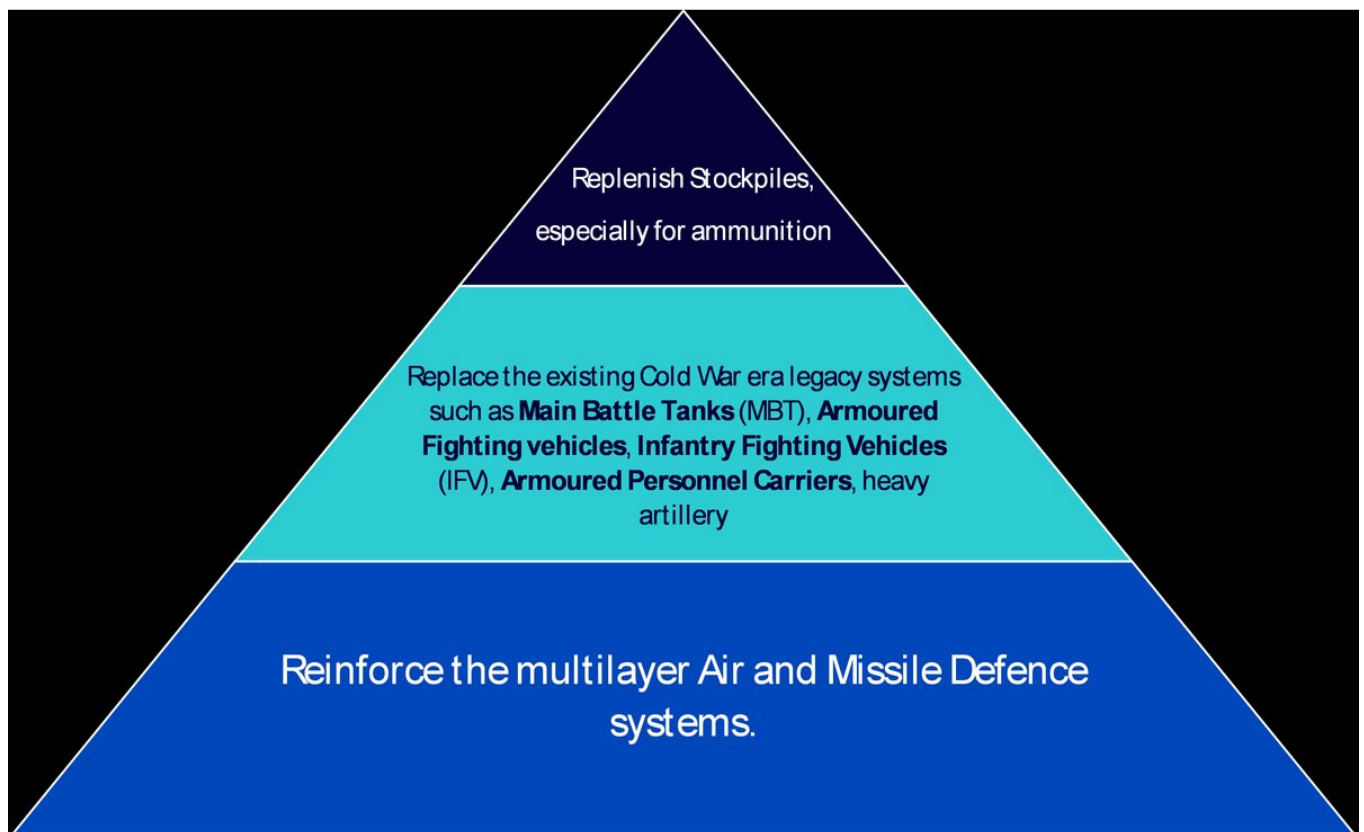 Replenish Stockpiles,
especially for ammunition
Replace the existing Cold War era legacy systems
such as Main Battle Tanks (MBT), Armoured
Fighting vehicles, Infantry Fighting Vehicles
(IFV), Armoured Personnel Carriers, heavy
artillery
Reinforce the multilayer Air and Missile Defence
systems.